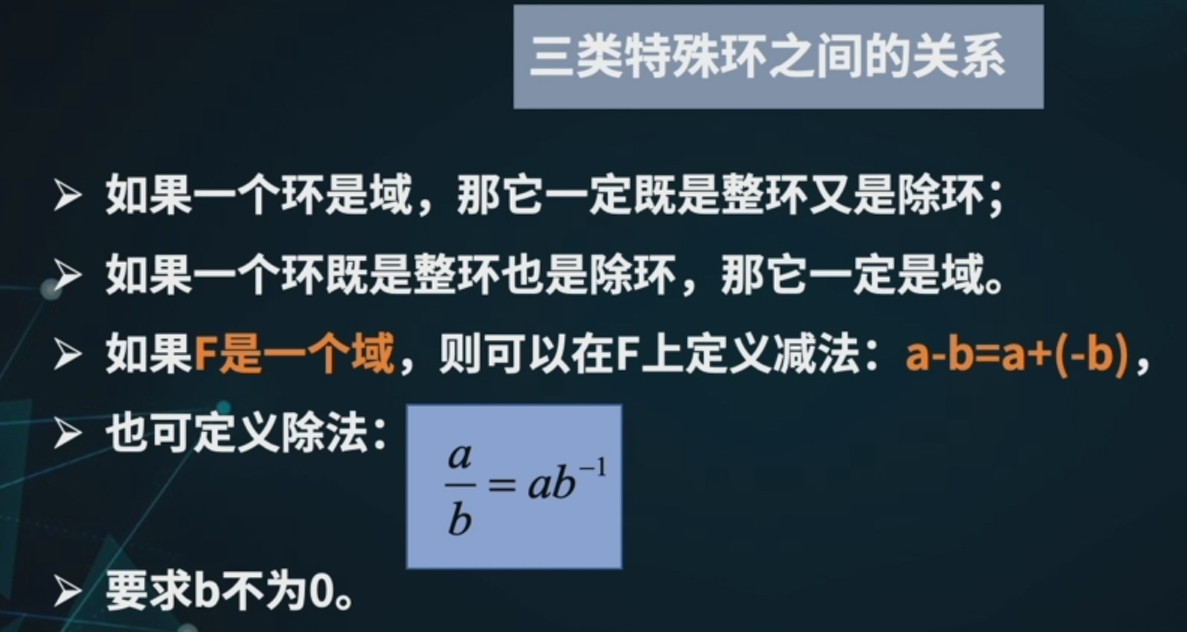 三类特殊环之间的关系
➢ 如果一个环是域，那它一定既是整环又是除环；
➢ 如果一个环既是整环也是除环，那它一定是域。
➢ 如果F是一个域，则可以在F上定义减法：a-b=a+(-b)，
➢ 也可定义除法：
a/b = ab⁻¹
➢ 要求b不为0。